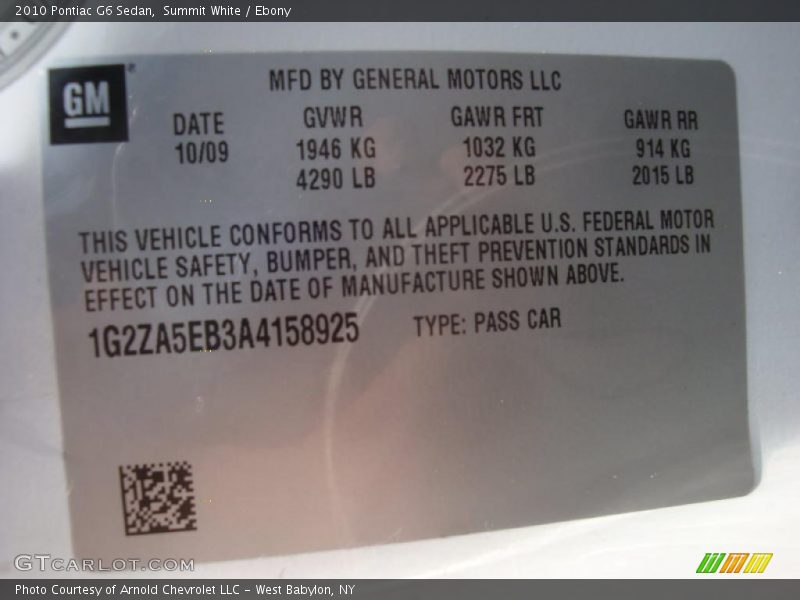 2010 Pontiac G6 Sedan,  Summit White / Ebony
GM
MFD BY GENERAL MOTORS LLC
DATE GVWR GAWR FRT GAWR RR
10/09 1946 KG 1032 KG 914 KG
4290 LB 2275 LB 2015 LB
THIS VEHICLE CONFORMS TO ALL APPLICABLE U.S. FEDERAL MOTOR
VEHICLE SAFETY, BUMPER, AND THEFT PREVENTION STANDARDS IN
EFFECT ON THE DATE OF MANUFACTURE SHOWN ABOVE.
1G2ZA5EB3A4158925 TYPE: PASS CAR
GTCARLOT.COM
Photo Courtesy of Arnold Chevrolet LLC - West Babylon, NY